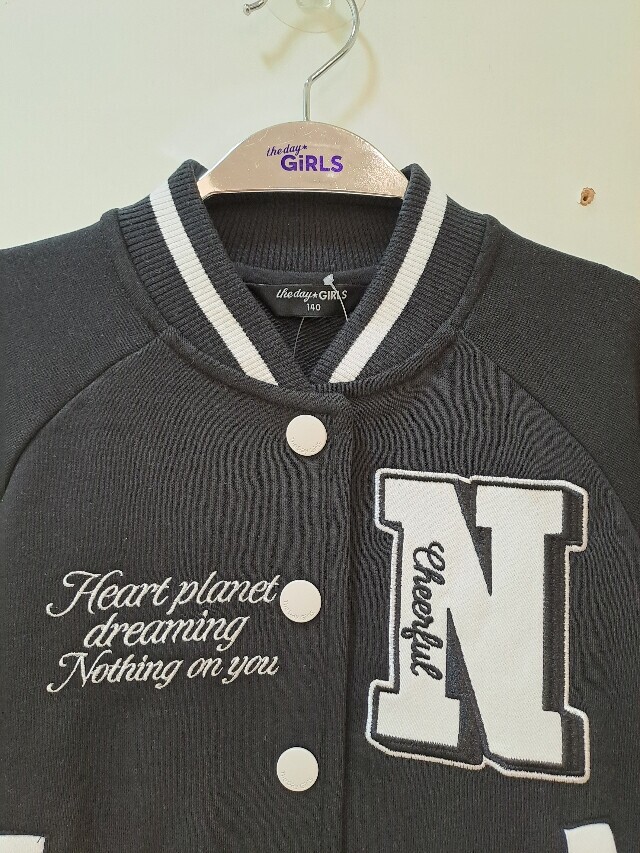 the day★
GiRLS
the day★GIRLS
140
Heart planet
dreaming
Nothing on you
N
Cheerful